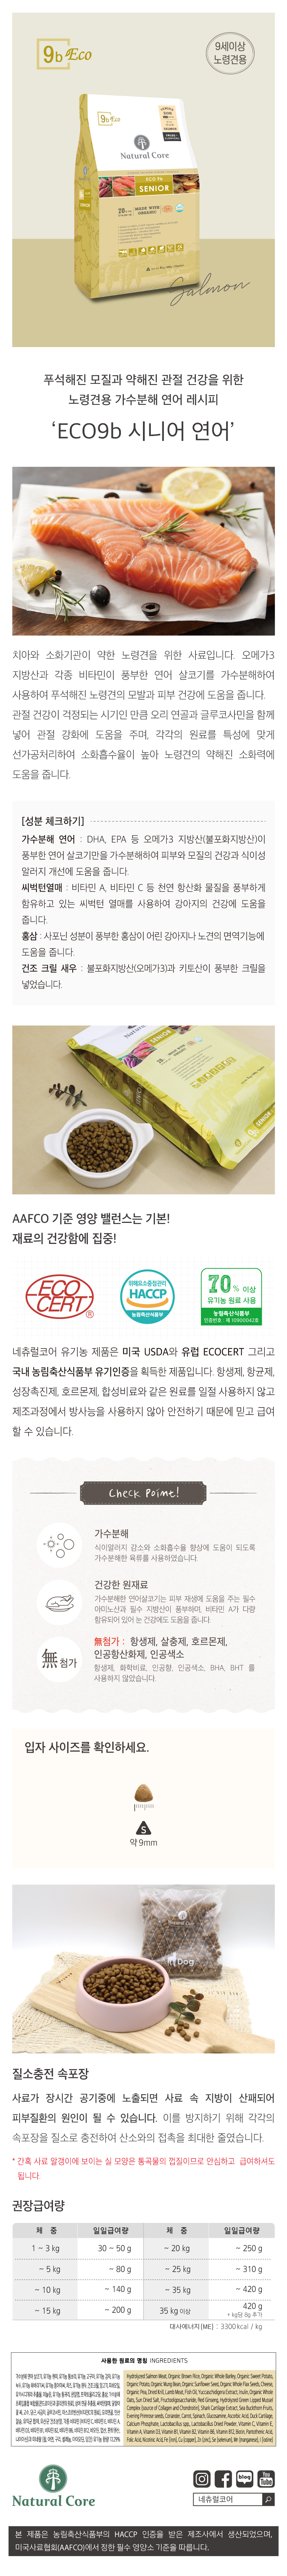 9b Eco
9세이상
노령견용
9b Eco
Natural Core
ECO 9b
SENIOR
MADE WITH
ORGANIC
Salmon
푸석해진 모질과 약해진 관절 건강을 위한
노령견용 가수분해 연어 레시피
‘ECO9b 시니어 연어’
치아와 소화기관이 약한 노령견을 위한 사료입니다. 오메가3
지방산과 각종 비타민이 풍부한 연어 살코기를 가수분해하여
사용하여 푸석해진 노령견의 모발과 피부 건강에 도움을 줍니다.
관절 건강이 걱정되는 시기인 만큼 오리 연골과 글루코사민을 함께
넣어 관절 강화에 도움을 주며, 각각의 원료를 특성에 맞게
선가공처리하여 소화흡수율이 높아 노령견의 약해진 소화력에
도움을 줍니다.
[성분 체크하기]
가수분해 연어 : DHA, EPA 등 오메가3 지방산(불포화지방산)이
풍부한 연어 살코기만을 가수분해하여 피부와 모질의 건강과 식이성
알러지 개선에 도움을 줍니다.
씨벅턴열매 : 비타민 A, 비타민 C 등 천연 항산화 물질을 풍부하게
함유하고 있는 씨벅턴 열매를 사용하여 강아지의 건강에 도움을
줍니다.
홍삼 : 사포닌 성분이 풍부한 홍삼이 어린 강아지나 노견의 면역기능에
도움을 줍니다.
건조 크릴 새우 : 불포화지방산(오메가3)과 키토산이 풍부한 크릴을
넣었습니다.
SENIOR
AAFCO 기준 영양 밸런스는 기본!
재료의 건강함에 집중!
ECO
CERT
®
위해요소중점관리
HACCP
농림축산식품부
70% 이상
유기농 원료 사용
농림축산식품부
인증번호 : 제 10900042호
네츄럴코어 유기농 제품은 미국 USDA와 유럽 ECOCERT 그리고
국내 농림축산식품부 유기인증을 획득한 제품입니다. 항생제, 항균제,
성장촉진제, 호르몬제, 합성비료와 같은 원료를 일절 사용하지 않고
제조과정에서 방사능을 사용하지 않아 안전하기 때문에 믿고 급여
할 수 있습니다.
Check Point!
가수분해
식이알러지 감소와 소화흡수율 향상에 도움이 되도록
가수분해한 육류를 사용하였습니다.
건강한 원재료
가수분해한 연어살코기는 피부 재생에 도움을 주는 필수
아미노산과 필수 지방산이 풍부하며, 비타민 A가 다량
함유되어 있어 눈 건강에도 도움을 줍니다.
無첨가
無첨가 : 항생제, 살충제, 호르몬제,
인공항산화제, 인공색소
항생제, 화학비료, 인공향, 인공색소, BHA, BHT 를
사용하지 않았습니다.
입자 사이즈를 확인하세요.
S
약 9mm
Dog
질소충전 속포장
사료가 장시간 공기중에 노출되면 사료 속 지방이 산패되어
피부질환의 원인이 될 수 있습니다. 이를 방지하기 위해 각각의
속포장을 질소로 충전하여 산소와의 접촉을 최대한 줄였습니다.
* 간혹 사료 알갱이에 보이는 실 모양은 통곡물의 껍질이므로 안심하고 급여하셔도
됩니다.
권장급여량
체 중 일일급여량 체 중 일일급여량
1 ~ 3 kg 30 ~ 50 g ~ 20 kg ~ 250 g
~ 5 kg ~ 80 g ~ 25 kg ~ 310 g
~ 10 kg ~ 140 g ~ 35 kg ~ 420 g
~ 15 kg ~ 200 g 35 kg 이상 420 g
+ kg당 8g 추가
대사에너지(ME) : 3300 kcal / kg
사용한 원료의 명칭 INGREDIENTS
Natural Core
blog
You
Tube
네츄럴코어
본 제품은 농림축산식품부의 HACCP 인증을 받은 제조사에서 생산되었으며,
미국사료협회(AAFCO)에서 정한 필수 영양소 기준을 따릅니다.